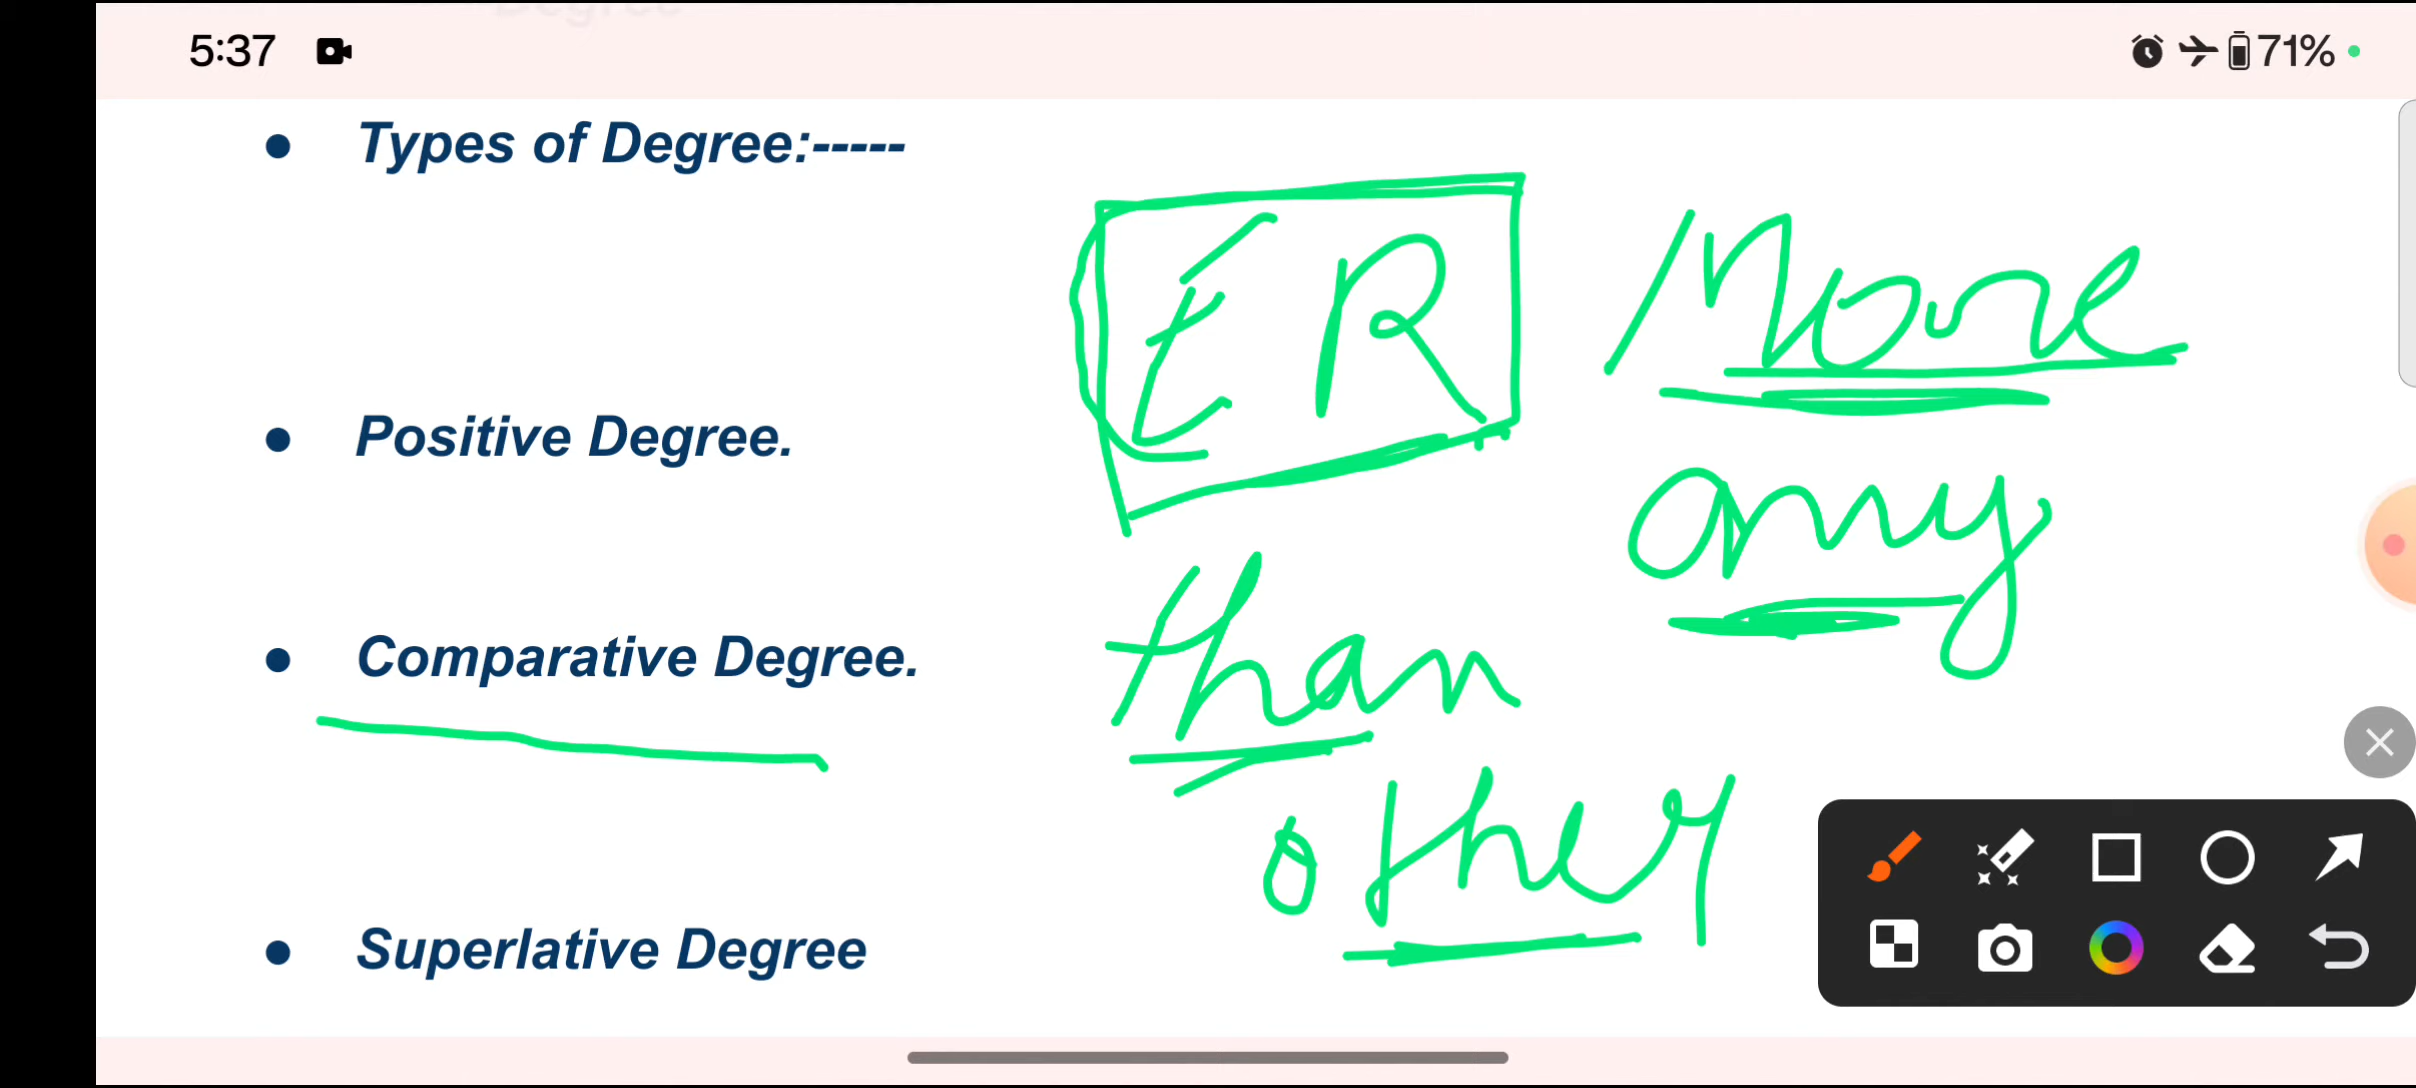 5:37 71%
Types of Degree:-----
ER More
Positive Degree.
any
Comparative Degree.
than
other
Superlative Degree